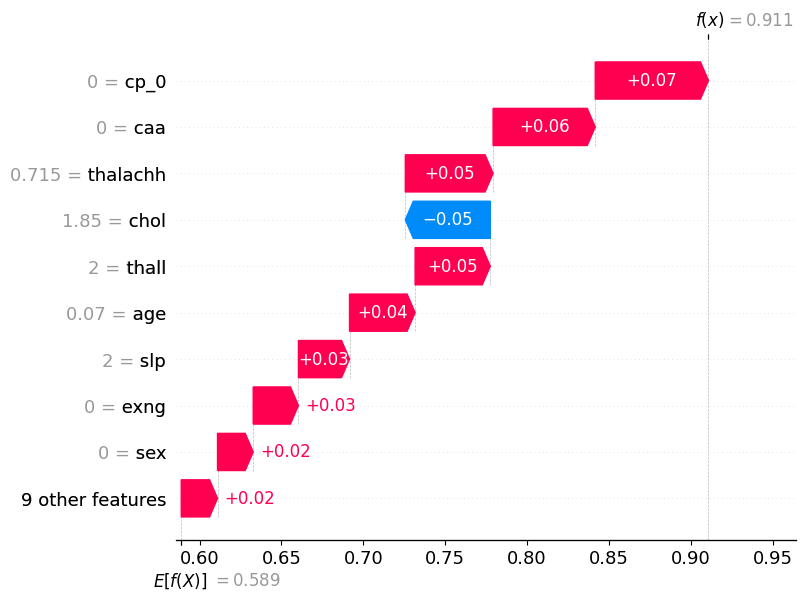 f(x) = 0.911
0 = cp_0
+0.07
0 = caa
+0.06
0.715 = thalachh
+0.05
1.85 = chol
−0.05
2 = thall
+0.05
0.07 = age
+0.04
2 = slp
+0.03
0 = exng
+0.03
0 = sex
+0.02
9 other features
+0.02
0.60 0.65 0.70 0.75 0.80 0.85 0.90 0.95
E[f(X)] = 0.589